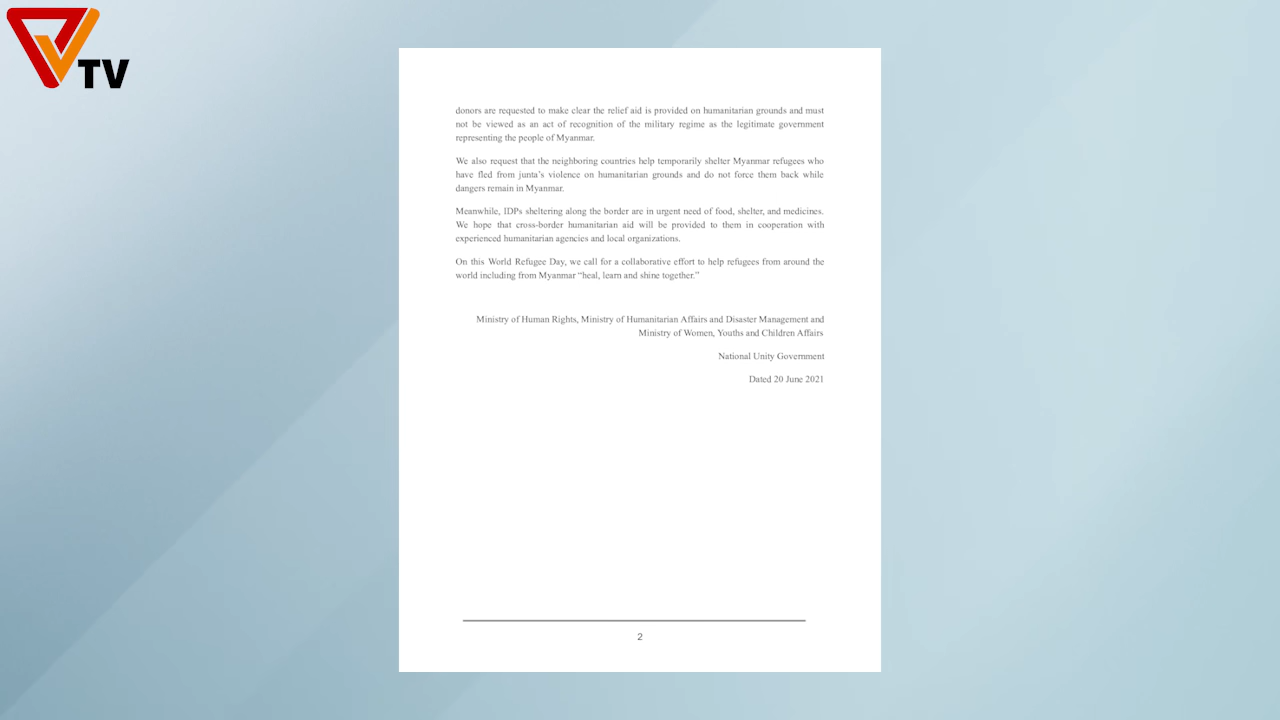 TV
donors are requested to make clear the relief aid is provided on humanitarian grounds and must
not be viewed as an act of recognition of the military regime as the legitimate government
representing the people of Myanmar.
We also request that the neighboring countries help temporarily shelter Myanmar refugees who
have fled from junta’s violence on humanitarian grounds and do not force them back while
dangers remain in Myanmar.
Meanwhile, IDPs sheltering along the border are in urgent need of food, shelter, and medicines.
We hope that cross-border humanitarian aid will be provided to them in cooperation with
experienced humanitarian agencies and local organizations.
On this World Refugee Day, we call for a collaborative effort to help refugees from around the
world including from Myanmar “heal, learn and shine together.”
Ministry of Human Rights, Ministry of Humanitarian Affairs and Disaster Management and
Ministry of Women, Youths and Children Affairs
National Unity Government
Dated 20 June 2021
2